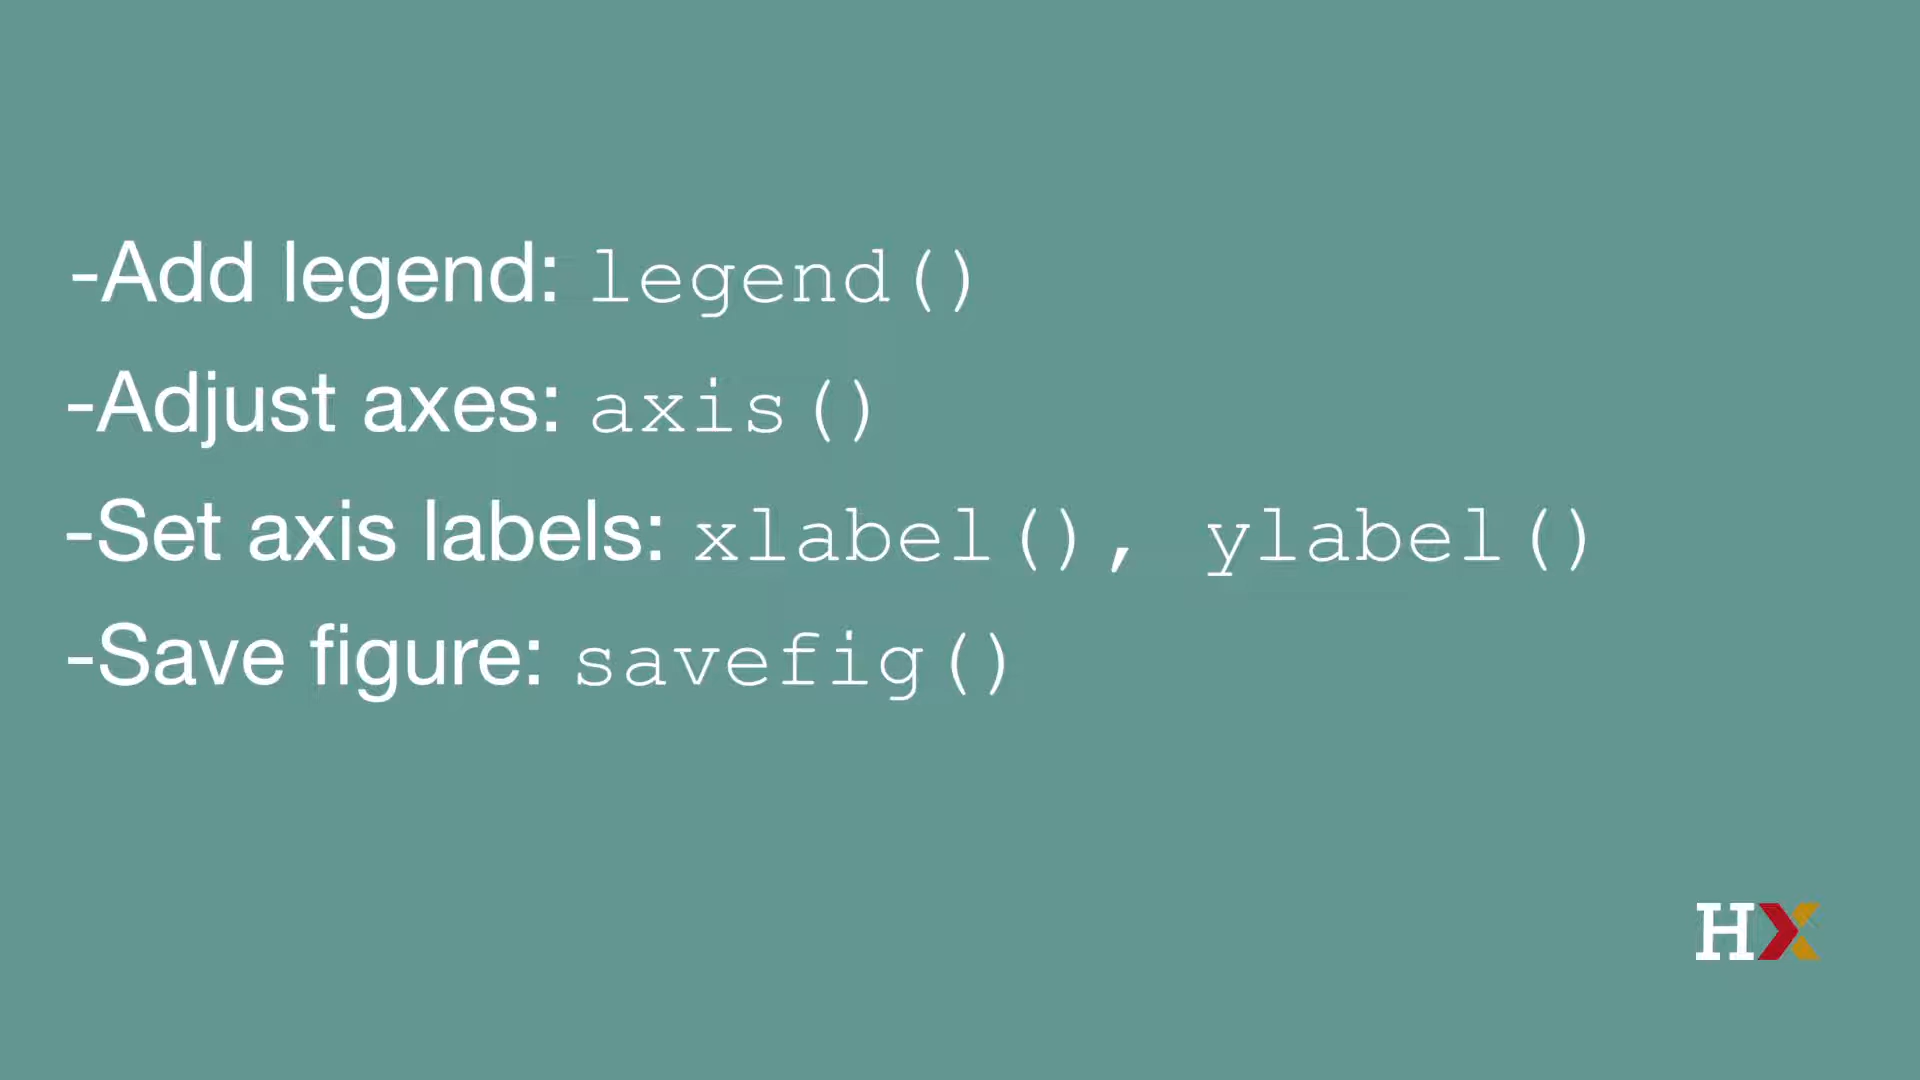 -Add legend: legend()
-Adjust axes: axis()
-Set axis labels: xlabel(), ylabel()
-Save figure: savefig()
HX